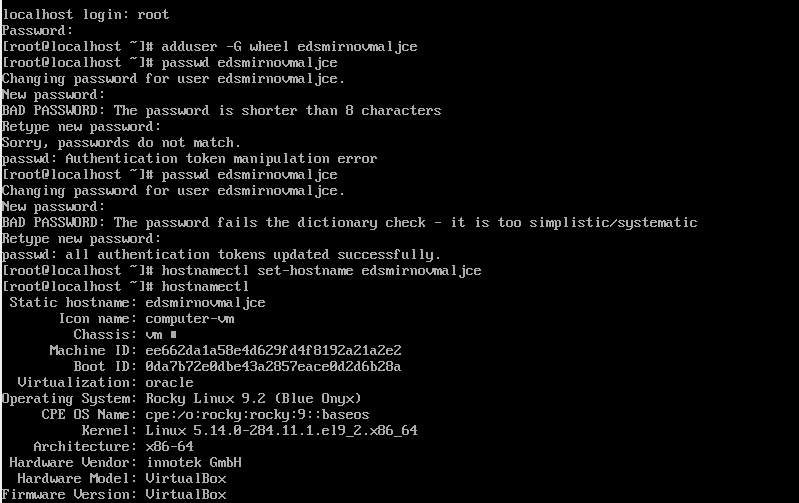 localhost login: root
Password:
[root@localhost ~]# adduser -G wheel edsmirnovmaljce
[root@localhost ~]# passwd edsmirnovmaljce
Changing password for user edsmirnovmaljce.
New password:
BAD PASSWORD: The password is shorter than 8 characters
Retype new password:
Sorry, passwords do not match.
passwd: Authentication token manipulation error
[root@localhost ~]# passwd edsmirnovmaljce
Changing password for user edsmirnovmaljce.
New password:
BAD PASSWORD: The password fails the dictionary check - it is too simplistic/systematic
Retype new password:
passwd: all authentication tokens updated successfully.
[root@localhost ~]# hostnamectl set-hostname edsmirnovmaljce
[root@localhost ~]# hostnamectl
Static hostname: edsmirnovmaljce
Icon name: computer-vm
Chassis: vm ■
Machine ID: ee662da1a58e4d629fd4f8192a21a2e2
Boot ID: 0da7b72e0dbe43a2857eace0d2d6b28a
Virtualization: oracle
Operating System: Rocky Linux 9.2 (Blue Onyx)
CPE OS Name: cpe:/o:rocky:rocky:9::baseos
Kernel: Linux 5.14.0-284.11.1.el9_2.x86_64
Architecture: x86-64
Hardware Vendor: innotek GmbH
Hardware Model: VirtualBox
Firmware Version: VirtualBox